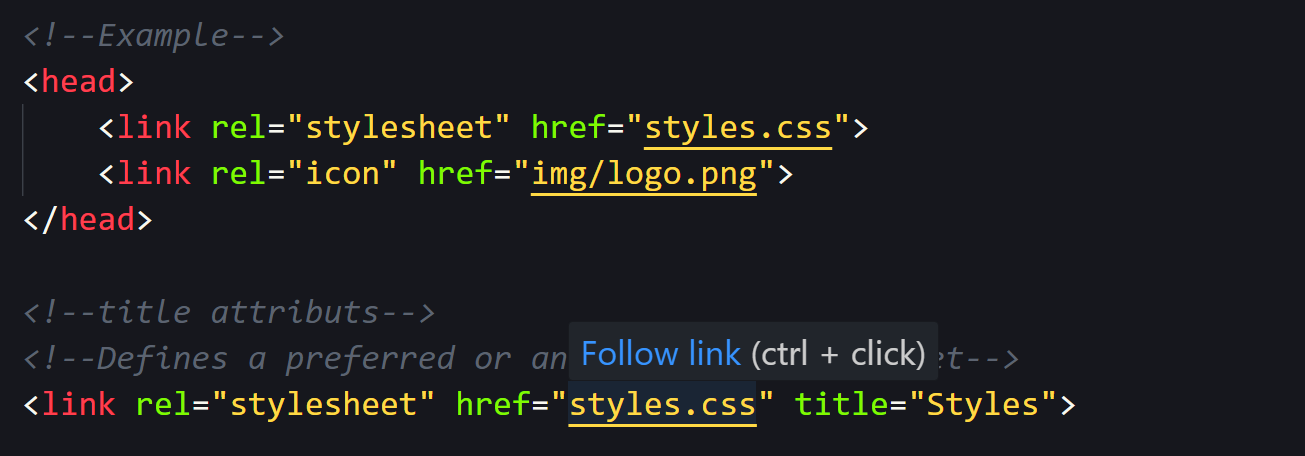 <!--Example-->
<head>
    <link rel="stylesheet" href="styles.css">
    <link rel="icon" href="img/logo.png">
</head>
<!--title attributs-->
Follow link (ctrl + click)
<!--Defines a preferred or an et-->
<link rel="stylesheet" href="styles.css" title="Styles">